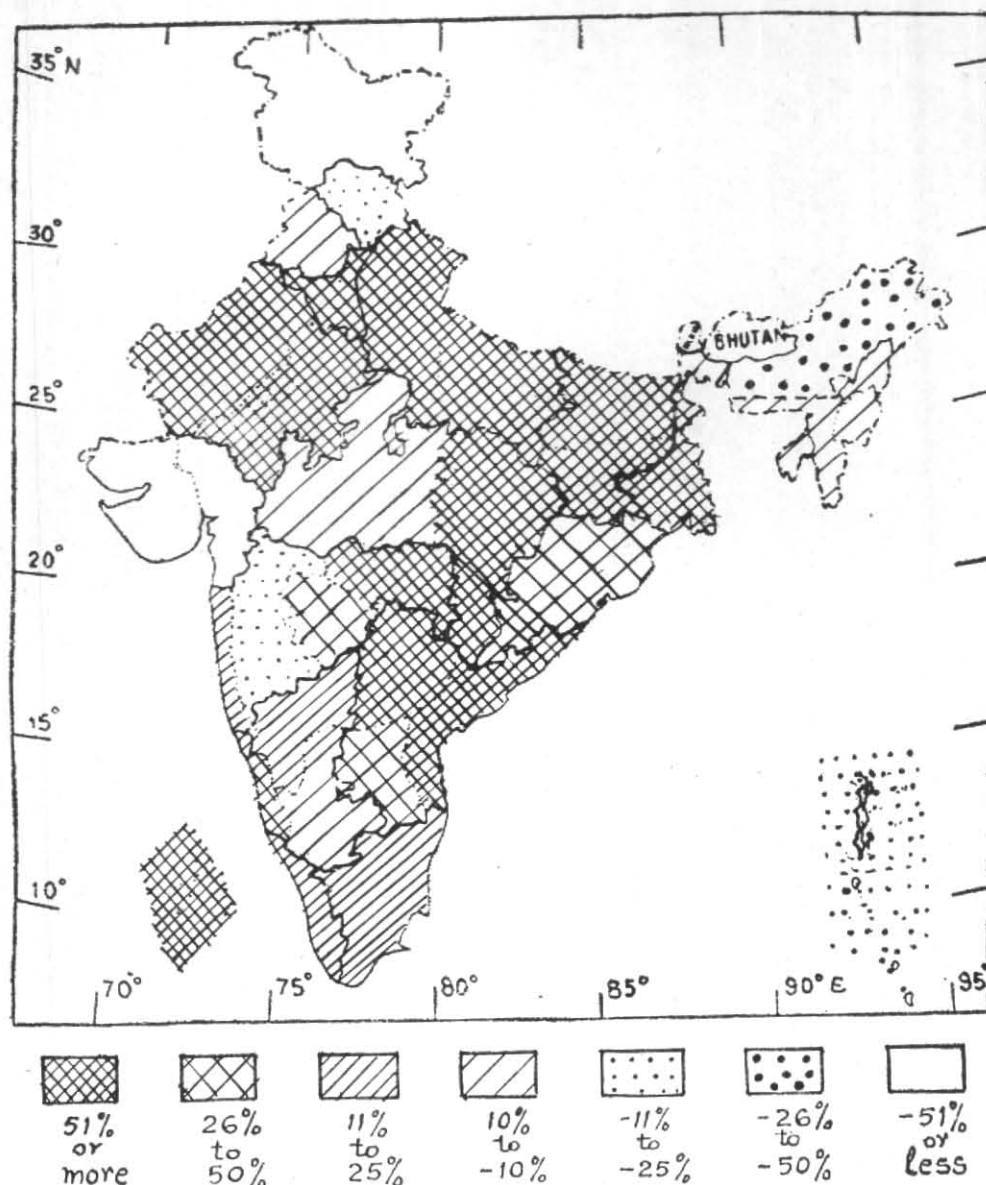 35° N
30°
BHUTAN
25°
20°
15°
10°
70° 75° 80° 85° 90° E 95°
51% or more
26% to 50%
11% to 25%
10% to -10%
-11% to -25%
-26% to -50%
-51% or less